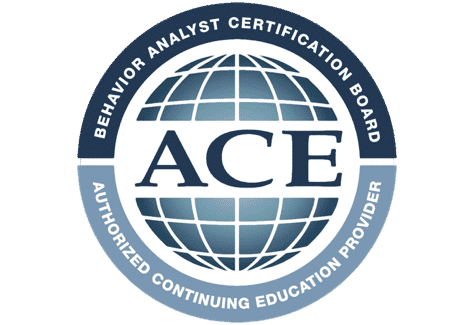 BEHAVIOR ANALYST CERTIFICATION BOARD
ACE
AUTHORIZED CONTINUING EDUCATION PROVIDER